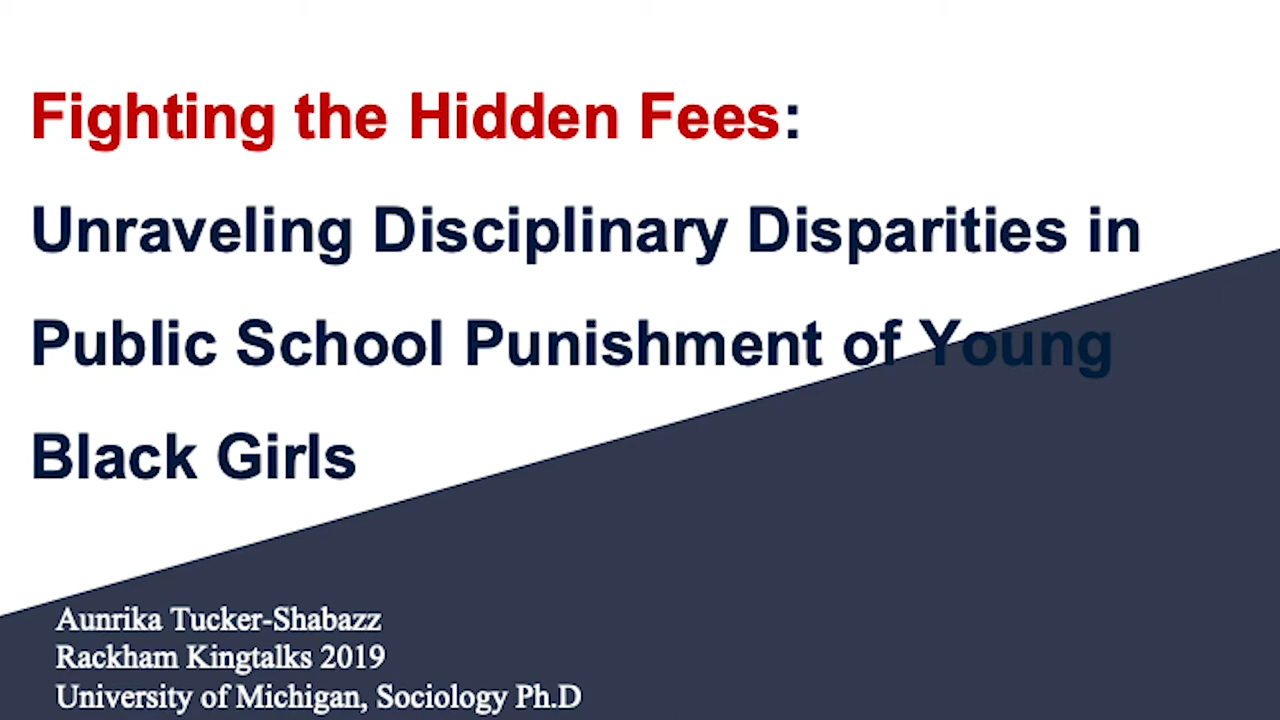 Fighting the Hidden Fees:
Unraveling Disciplinary Disparities in
Public School Punishment of Young
Black Girls
Aunrika Tucker-Shabazz
Rackham Kingtalks 2019
University of Michigan, Sociology Ph.D